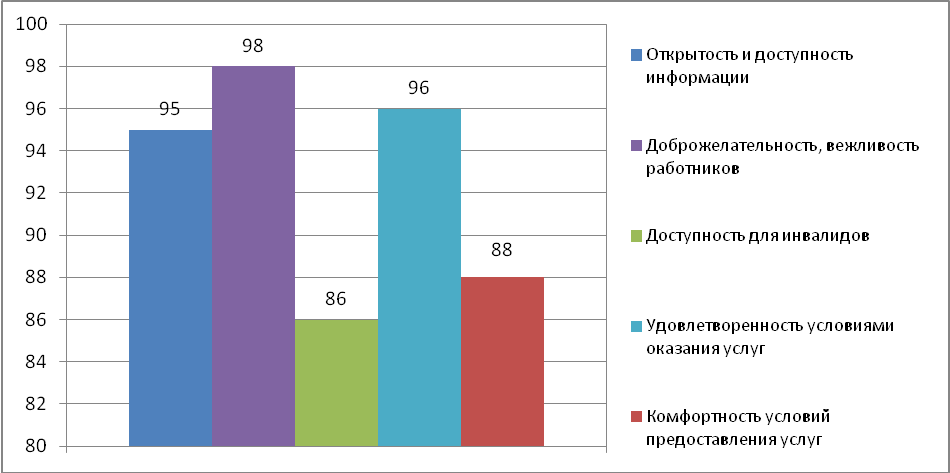 100
98
96
94
92
90
88
86
84
82
80
95
98
86
96
88
Открытость и доступность
информации
Доброжелательность, вежливость
работников
Доступность для инвалидов
Удовлетворенность условиями
оказания услуг
Комфортность условий
предоставления услуг